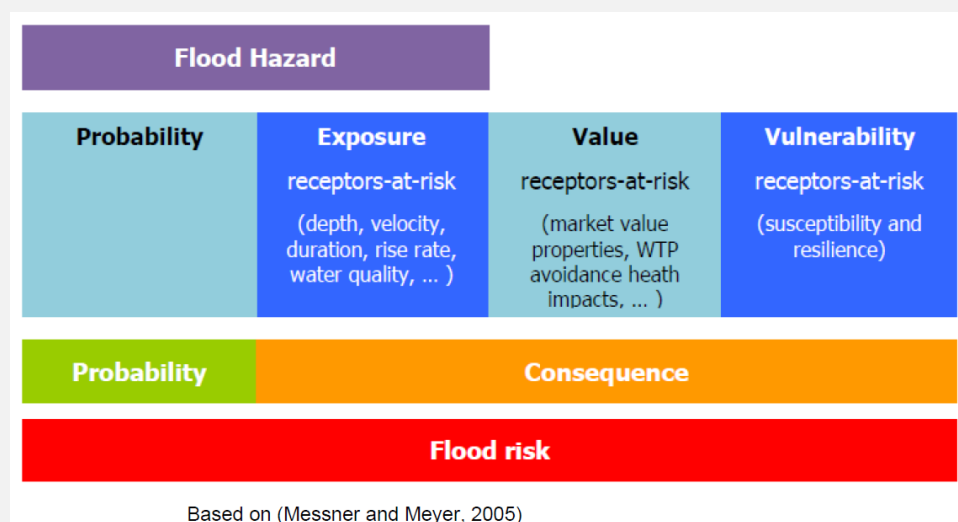 Flood Hazard
Probability
Exposure
receptors-at-risk
(depth, velocity,
duration, rise rate,
water quality, ... )
Value
receptors-at-risk
(market value
properties, WTP
avoidance heath
impacts, ... )
Vulnerability
receptors-at-risk
(susceptibility and
resilience)
Probability
Consequence
Flood risk
Based on (Messner and Meyer, 2005)